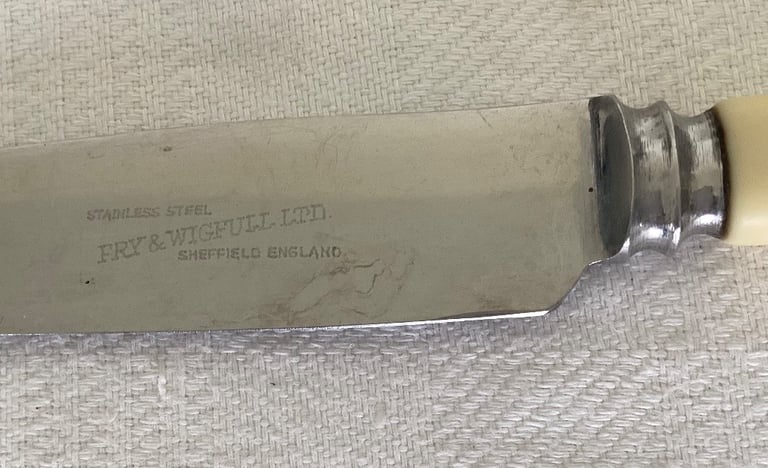 STAINLESS STEEL
FRY & WIGFULL LTD.
SHEFFIELD ENGLAND